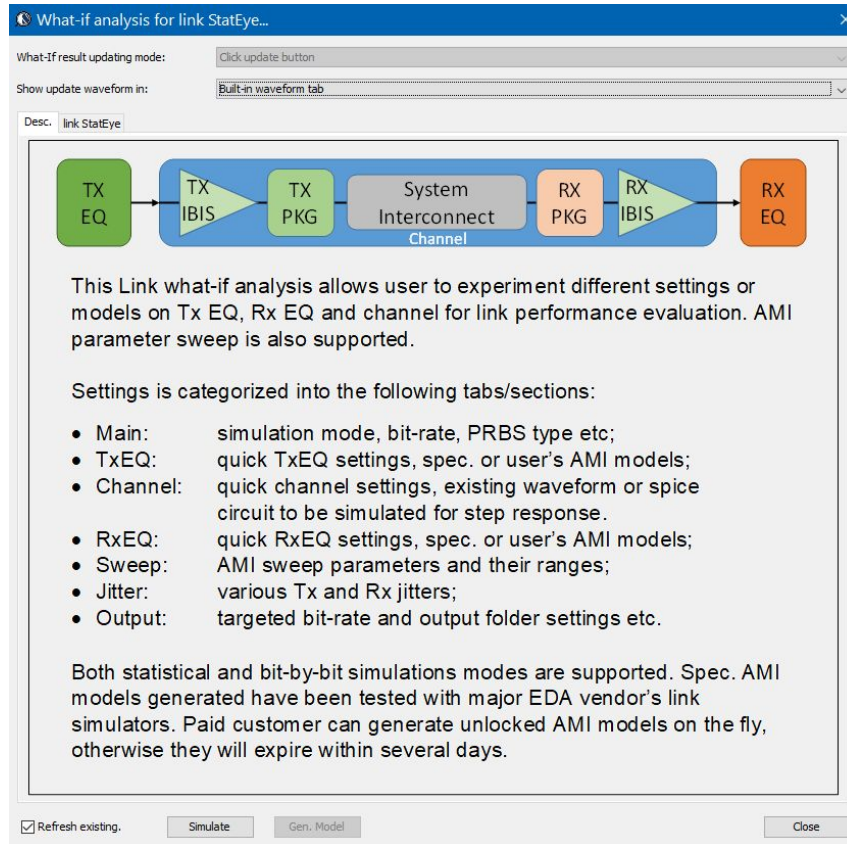 What-if analysis for link StatEye...
What-If result updating mode:
Click update button
Show update waveform in:
Built-in waveform tab
Desc.
link StatEye
TX
EQ
TX
IBIS
TX
PKG
System
Interconnect
RX
PKG
RX
IBIS
RX
EQ
Channel
This Link what-if analysis allows user to experiment different settings or
models on Tx EQ, Rx EQ and channel for link performance evaluation. AMI
parameter sweep is also supported.
Settings is categorized into the following tabs/sections:
• Main: simulation mode, bit-rate, PRBS type etc;
• TxEQ: quick TxEQ settings, spec. or user's AMI models;
• Channel: quick channel settings, existing waveform or spice
circuit to be simulated for step response.
• RxEQ: quick RxEQ settings, spec. or user's AMI models;
• Sweep: AMI sweep parameters and their ranges;
• Jitter: various Tx and Rx jitters;
• Output: targeted bit-rate and output folder settings etc.
Both statistical and bit-by-bit simulations modes are supported. Spec. AMI
models generated have been tested with major EDA vendor's link
simulators. Paid customer can generate unlocked AMI models on the fly,
otherwise they will expire within several days.
Refresh existing.
Simulate
Gen. Model
Close